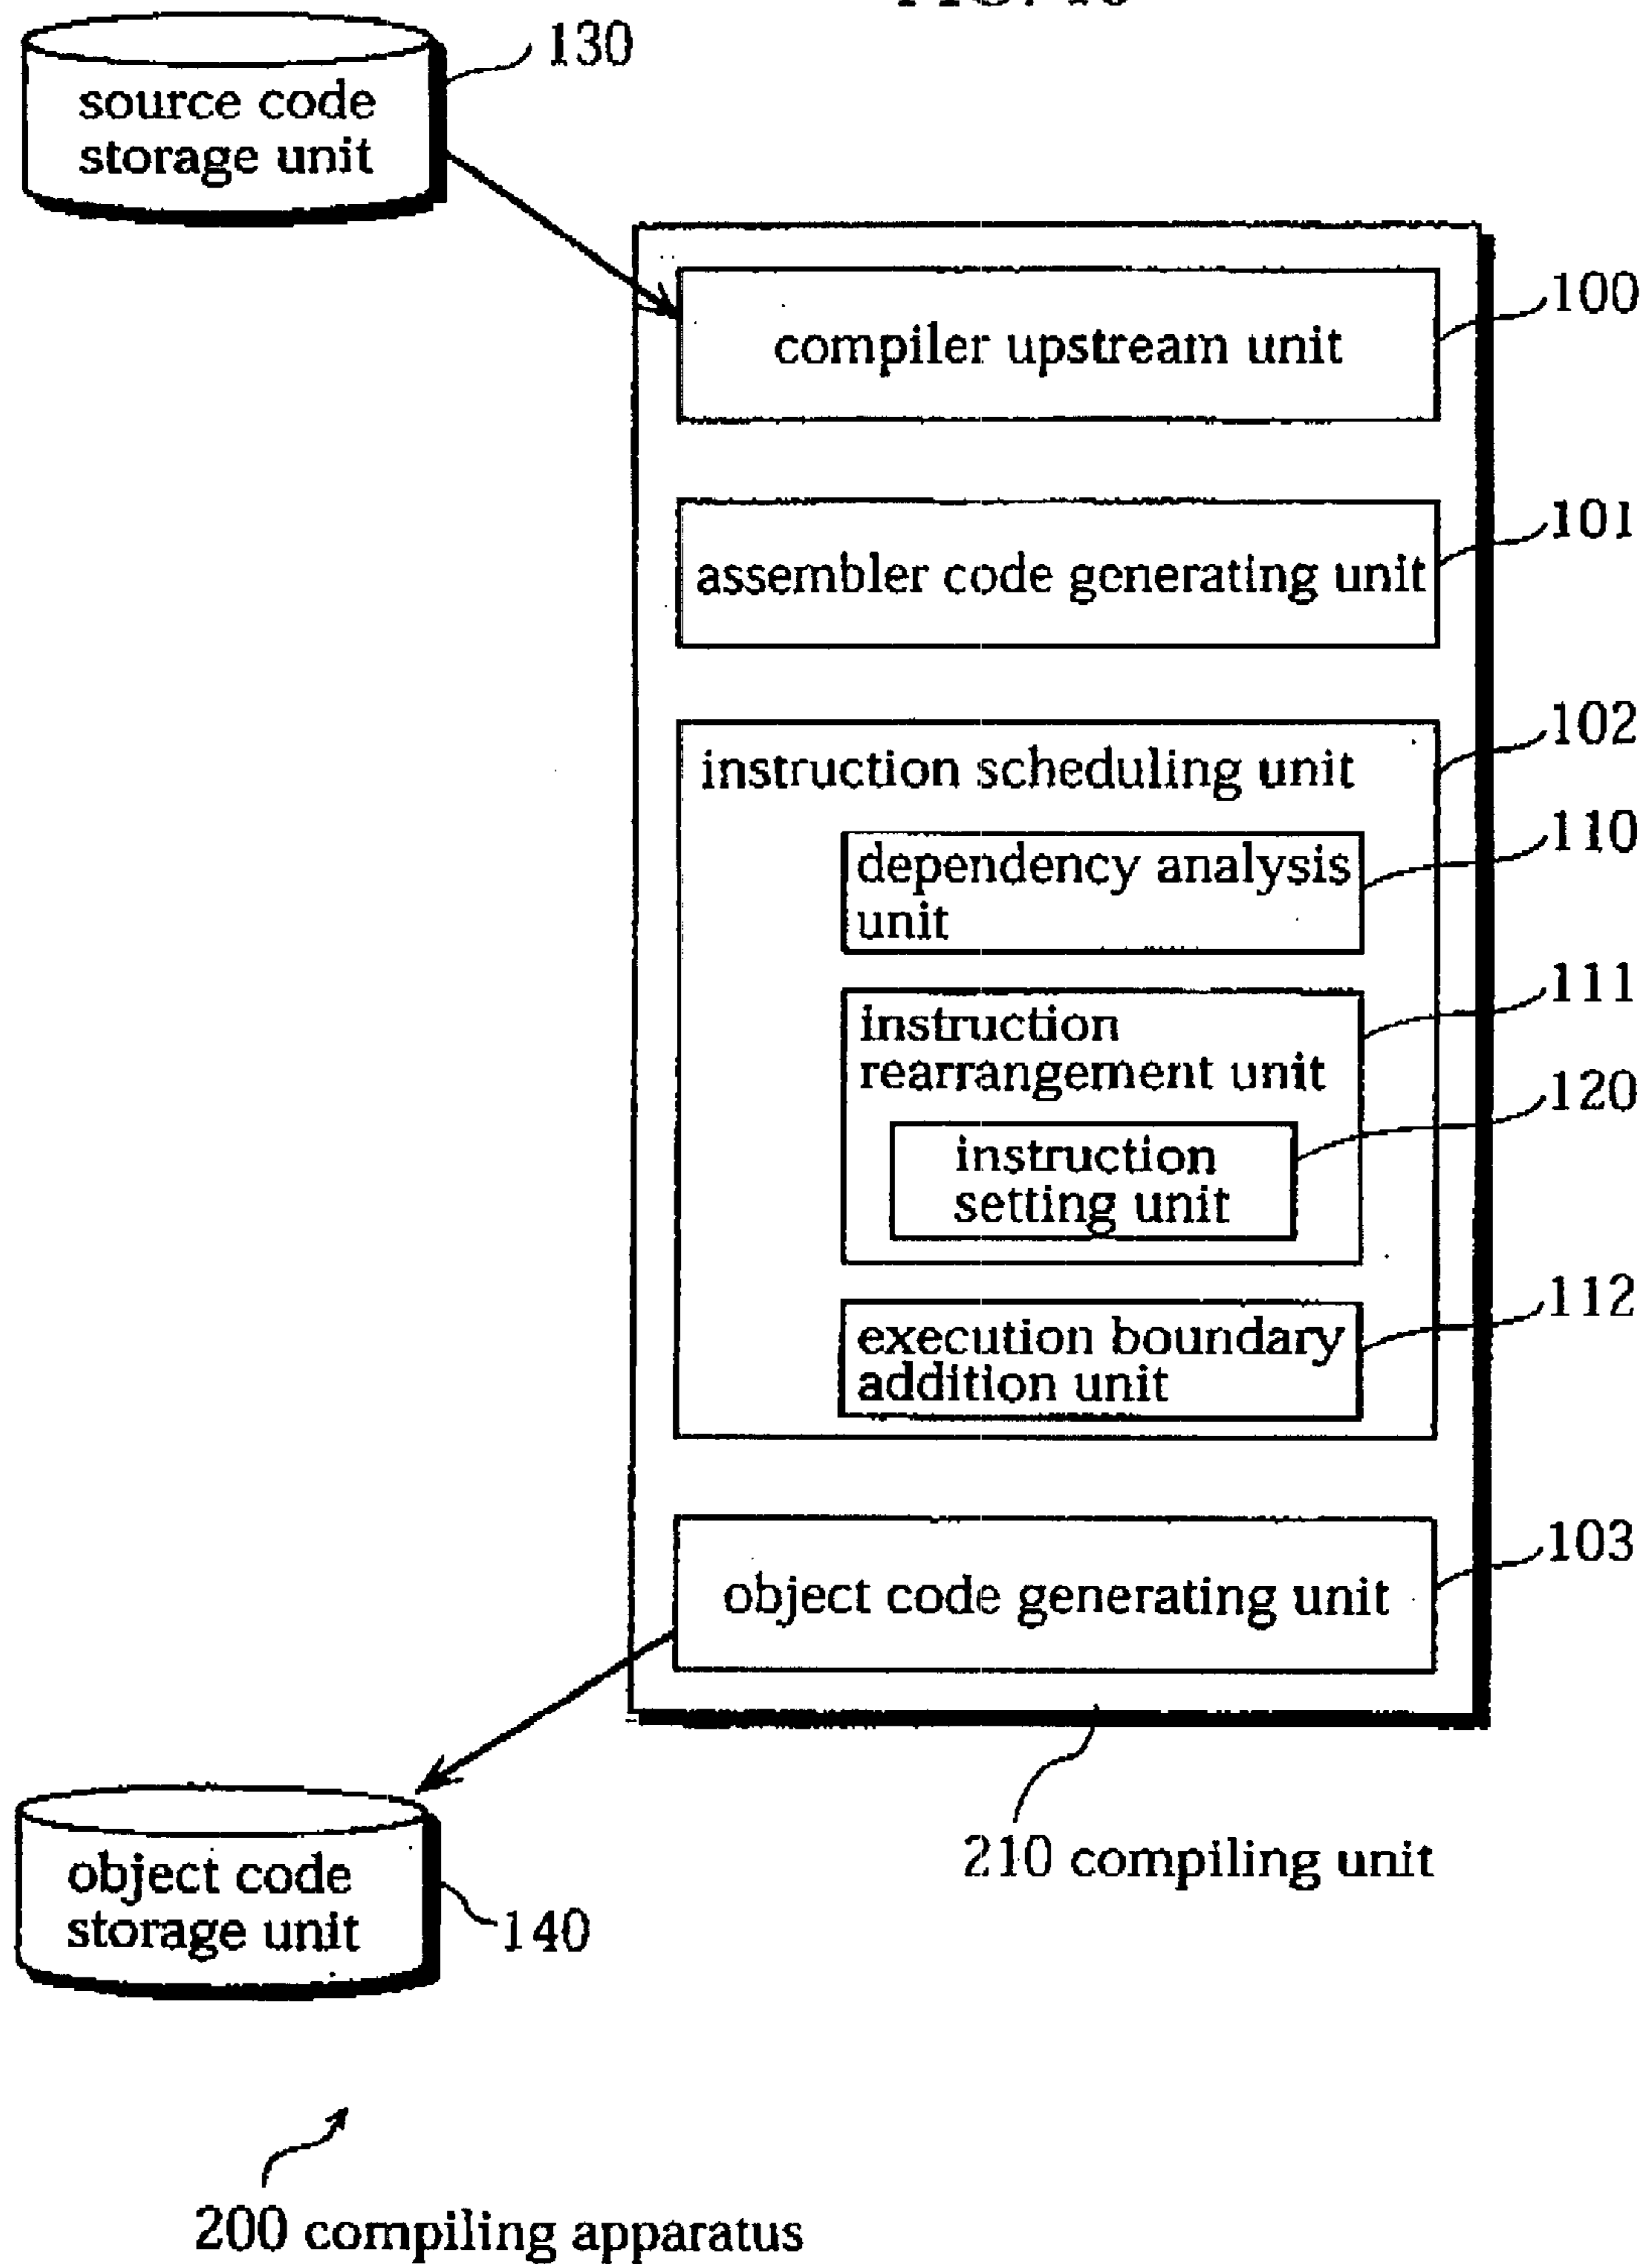 130
source code
storage unit
100
compiler upstream unit
101
assembler code generating unit
102
instruction scheduling unit
110
dependency analysis
unit
111
instruction
rearrangement unit
120
instruction
setting unit
112
execution boundary
addition unit
103
object code generating unit
210 compiling unit
object code
storage unit
140
200 compiling apparatus